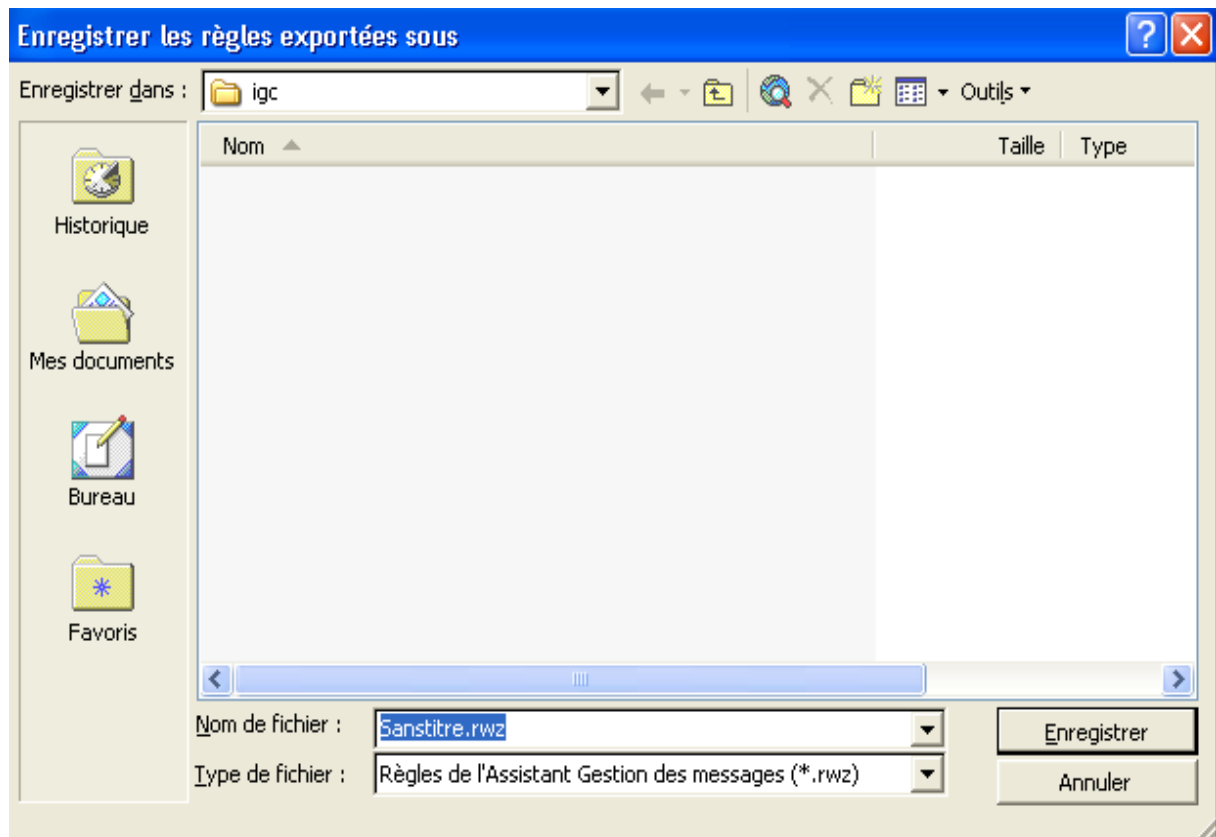 Enregistrer les règles exportées sous
Enregistrer dans : igc Outils
Nom Taille Type
Historique
Mes documents
Bureau
Favoris
Nom de fichier : Sanstitre.rwz Enregistrer
Type de fichier : Règles de l'Assistant Gestion des messages (*.rwz) Annuler